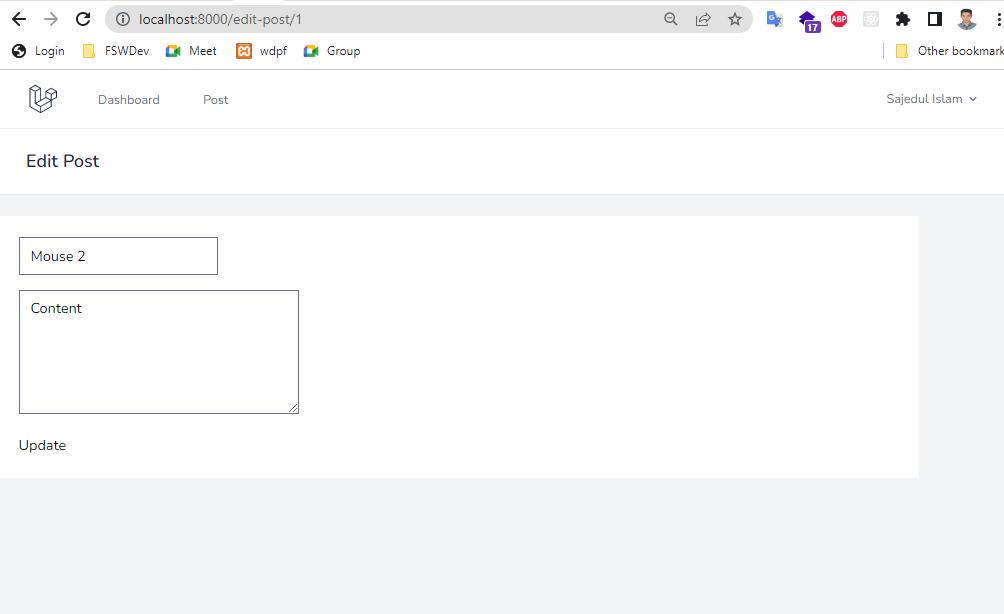 localhost:8000/edit-post/1
17
ABP
Login FSWDev Meet wdpf Group Other bookmark
Dashboard Post Sajedul Islam
Edit Post
Mouse 2
Content
Update